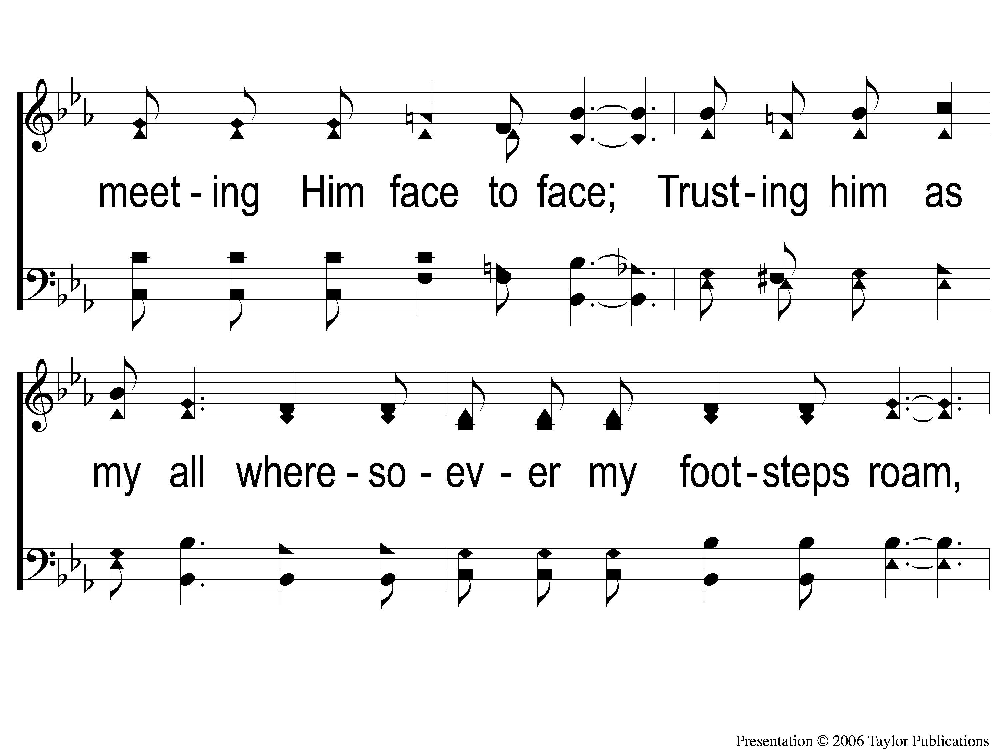 meet - ing Him face to face; Trust - ing him as
my all where - so - ev - er my foot - steps roam,
Presentation © 2006 Taylor Publications